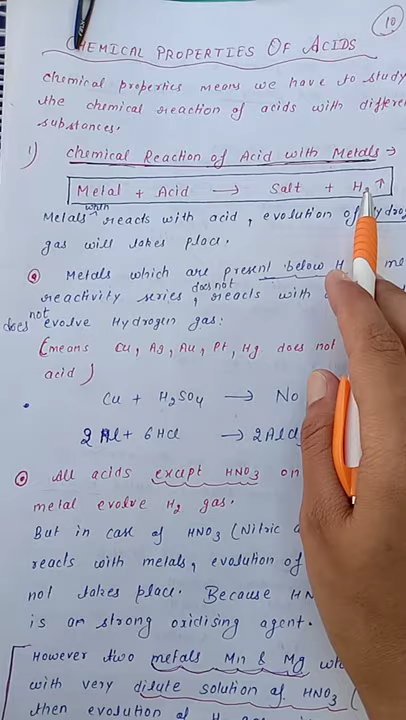 10
CHEMICAL PROPERTIES OF ACIDS
Chemical properties means we have to study
the chemical reaction of acids with
substances.
1) Chemical Reaction of Acid with Metals →
Metal + Acid → Salt + H₂ ↑
Metals when reacts with acid, evolution of
gas will takes place.
Metals which are present below H
reactivity series, does not reacts with
does not evolve Hydrogen gas:
(means Cu, Ag, Au, Pt, Hg does not
acid)
Cu + H₂SO₄ → No
2Al + 6HCl → 2AlCl
All acids except HNO₃ on
metal evolve H₂ gas.
But in case of HNO₃ (Nitric
reacts with metals, evolution of
not takes place. Because
is an strong oridising agent.
However two metals Mn & Mg
with very dilute solution of HNO₃ (
then evolution of H gas